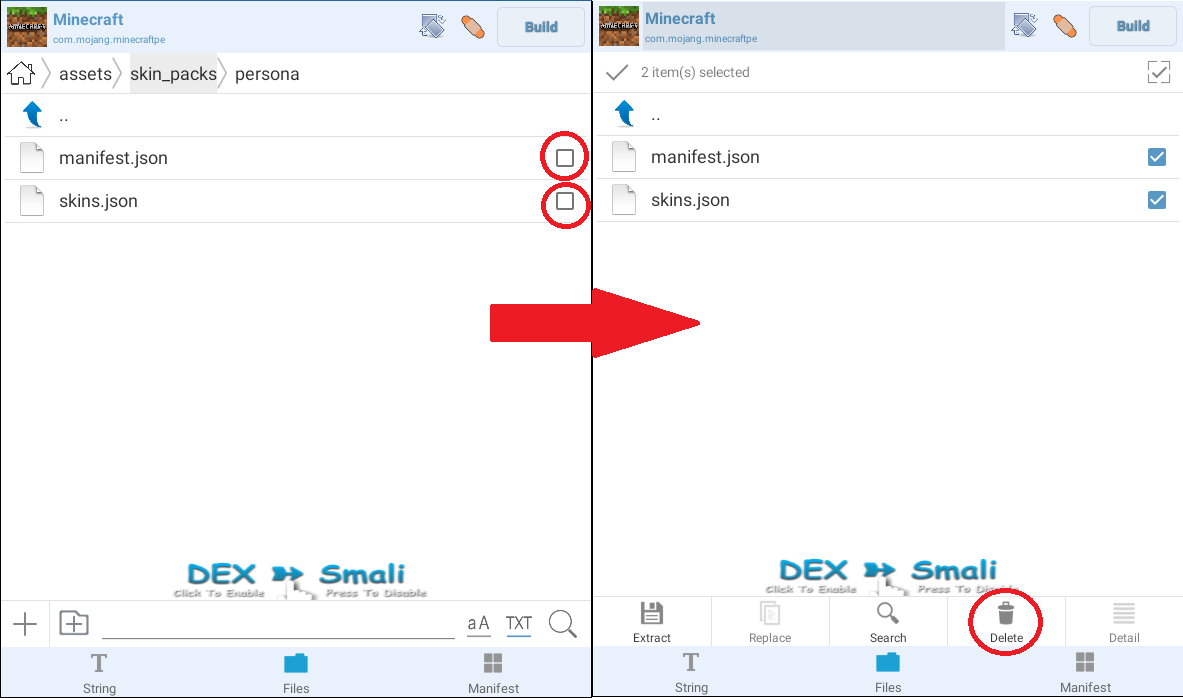 Minecraft
com.mojang.minecraftpe
Build
assets
skin_packs
persona
..
manifest.json
skins.json
DEX Smali
Click To Enable Press To Disable
aA
TXT
String
Files
Manifest
Minecraft
com.mojang.minecraftpe
Build
2 item(s) selected
..
manifest.json
skins.json
DEX Smali
Click To Enable Press To Disable
Extract
Replace
Search
Delete
Detail
String
Files
Manifest